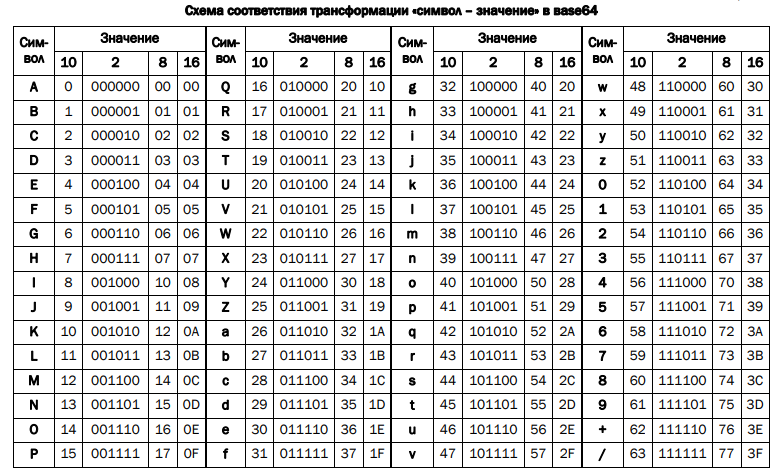 Схема соответствия трансформации «символ – значение» в base64
Сим-вол Значение Сим-вол Значение Сим-вол Значение Сим-вол Значение
10 2 8 16 10 2 8 16 10 2 8 16 10 2 8 16
A 0 000000 00 00 Q 16 010000 20 10 g 32 100000 40 20 w 48 110000 60 30
B 1 000001 01 01 R 17 010001 21 11 h 33 100001 41 21 x 49 110001 61 31
C 2 000010 02 02 S 18 010010 22 12 i 34 100010 42 22 y 50 110010 62 32
D 3 000011 03 03 T 19 010011 23 13 j 35 100011 43 23 z 51 110011 63 33
E 4 000100 04 04 U 20 010100 24 14 k 36 100100 44 24 0 52 110100 64 34
F 5 000101 05 05 V 21 010101 25 15 l 37 100101 45 25 1 53 110101 65 35
G 6 000110 06 06 W 22 010110 26 16 m 38 100110 46 26 2 54 110110 66 36
H 7 000111 07 07 X 23 010111 27 17 n 39 100111 47 27 3 55 110111 67 37
I 8 001000 10 08 Y 24 011000 30 18 o 40 101000 50 28 4 56 111000 70 38
J 9 001001 11 09 Z 25 011001 31 19 p 41 101001 51 29 5 57 111001 71 39
K 10 001010 12 0A a 26 011010 32 1A q 42 101010 52 2A 6 58 111010 72 3A
L 11 001011 13 0B b 27 011011 33 1B r 43 101011 53 2B 7 59 111011 73 3B
M 12 001100 14 0C c 28 011100 34 1C s 44 101100 54 2C 8 60 111100 74 3C
N 13 001101 15 0D d 29 011101 35 1D t 45 101101 55 2D 9 61 111101 75 3D
O 14 001110 16 0E e 30 011110 36 1E u 46 101110 56 2E + 62 111110 76 3E
P 15 001111 17 0F f 31 011111 37 1F v 47 101111 57 2F / 63 111111 77 3F